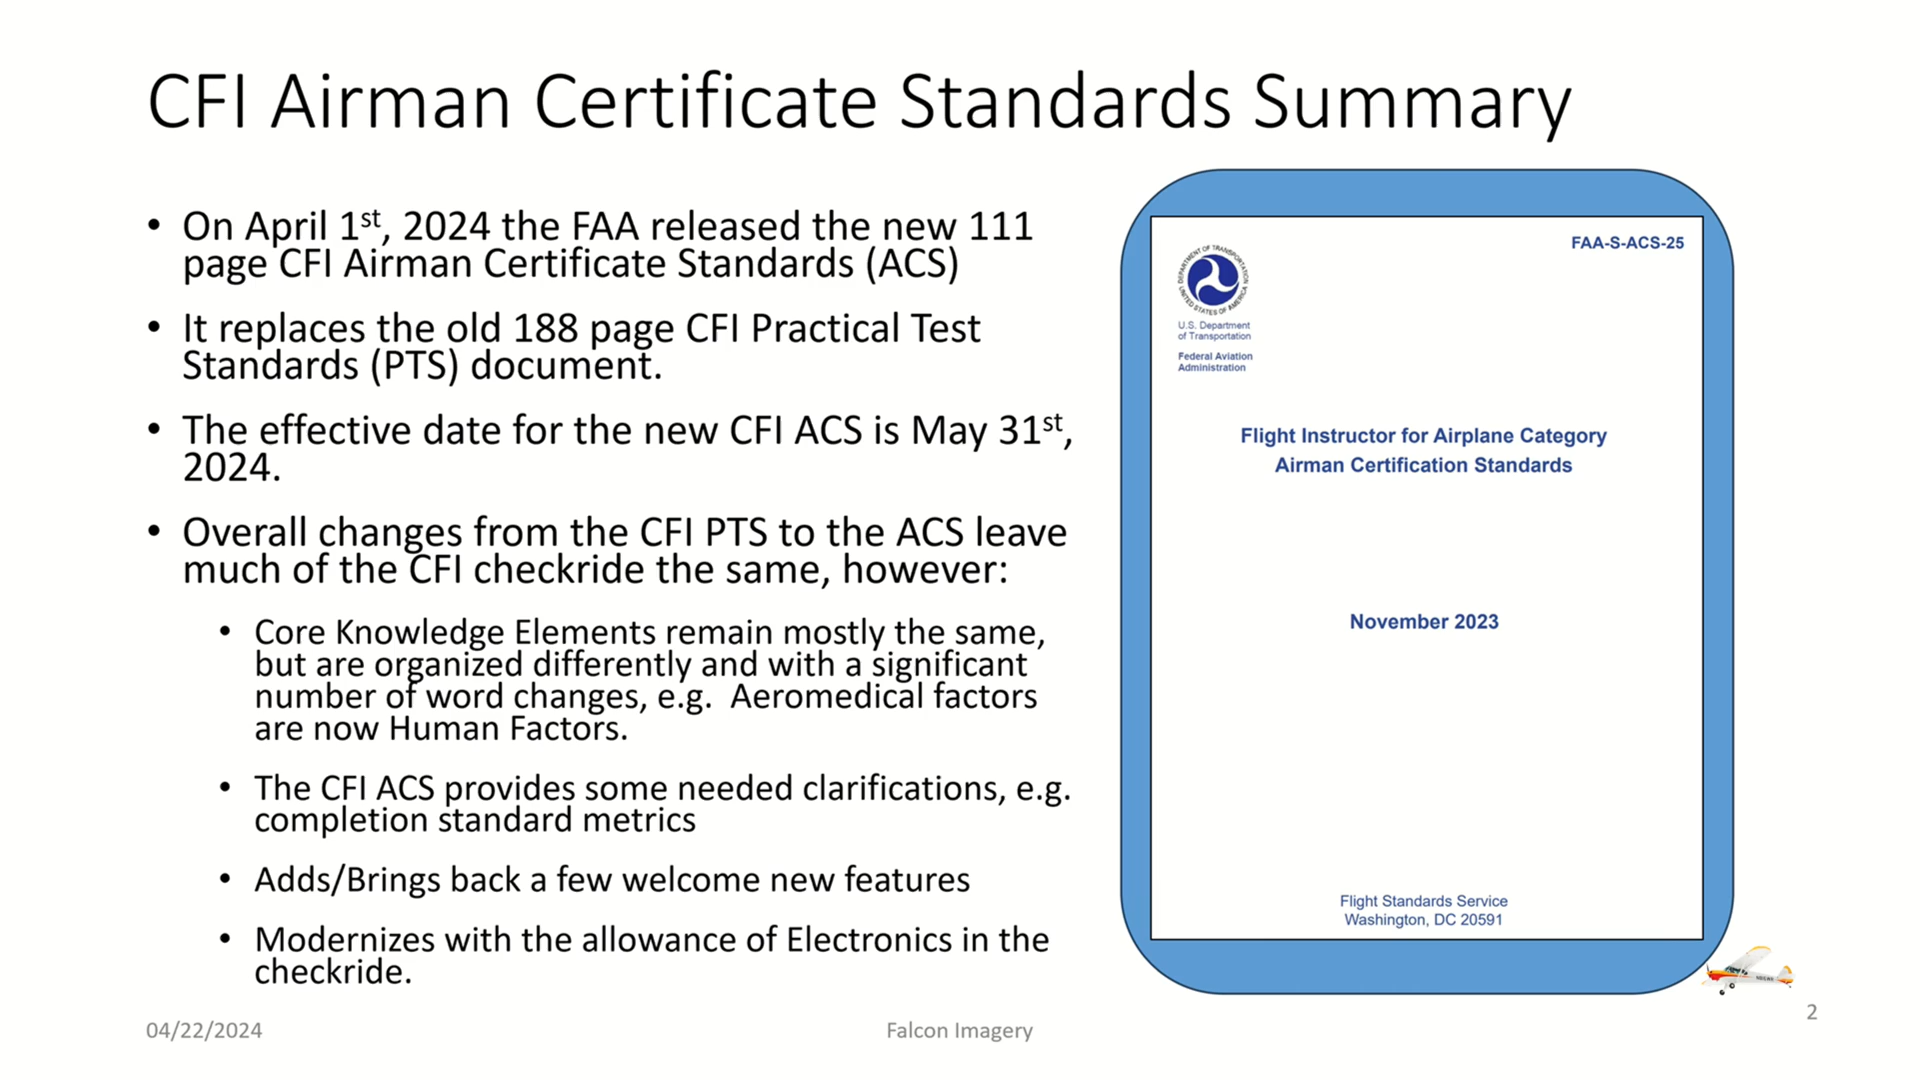 CFI Airman Certificate Standards Summary
• On April 1st, 2024 the FAA released the new 111
page CFI Airman Certificate Standards (ACS)
• It replaces the old 188 page CFI Practical Test
Standards (PTS) document.
• The effective date for the new CFI ACS is May 31st,
2024.
• Overall changes from the CFI PTS to the ACS leave
much of the CFI checkride the same, however:
• Core Knowledge Elements remain mostly the same,
but are organized differently and with a significant
number of word changes, e.g.  Aeromedical factors
are now Human Factors.
• The CFI ACS provides some needed clarifications, e.g.
completion standard metrics
• Adds/Brings back a few welcome new features
• Modernizes with the allowance of Electronics in the
checkride.
FAA-S-ACS-25
DEPARTMENT OF TRANSPORTATION
UNITED STATES OF AMERICA
U.S. Department
of Transportation
Federal Aviation
Administration
Flight Instructor for Airplane Category
Airman Certification Standards
November 2023
Flight Standards Service
Washington, DC 20591
04/22/2024
Falcon Imagery
2